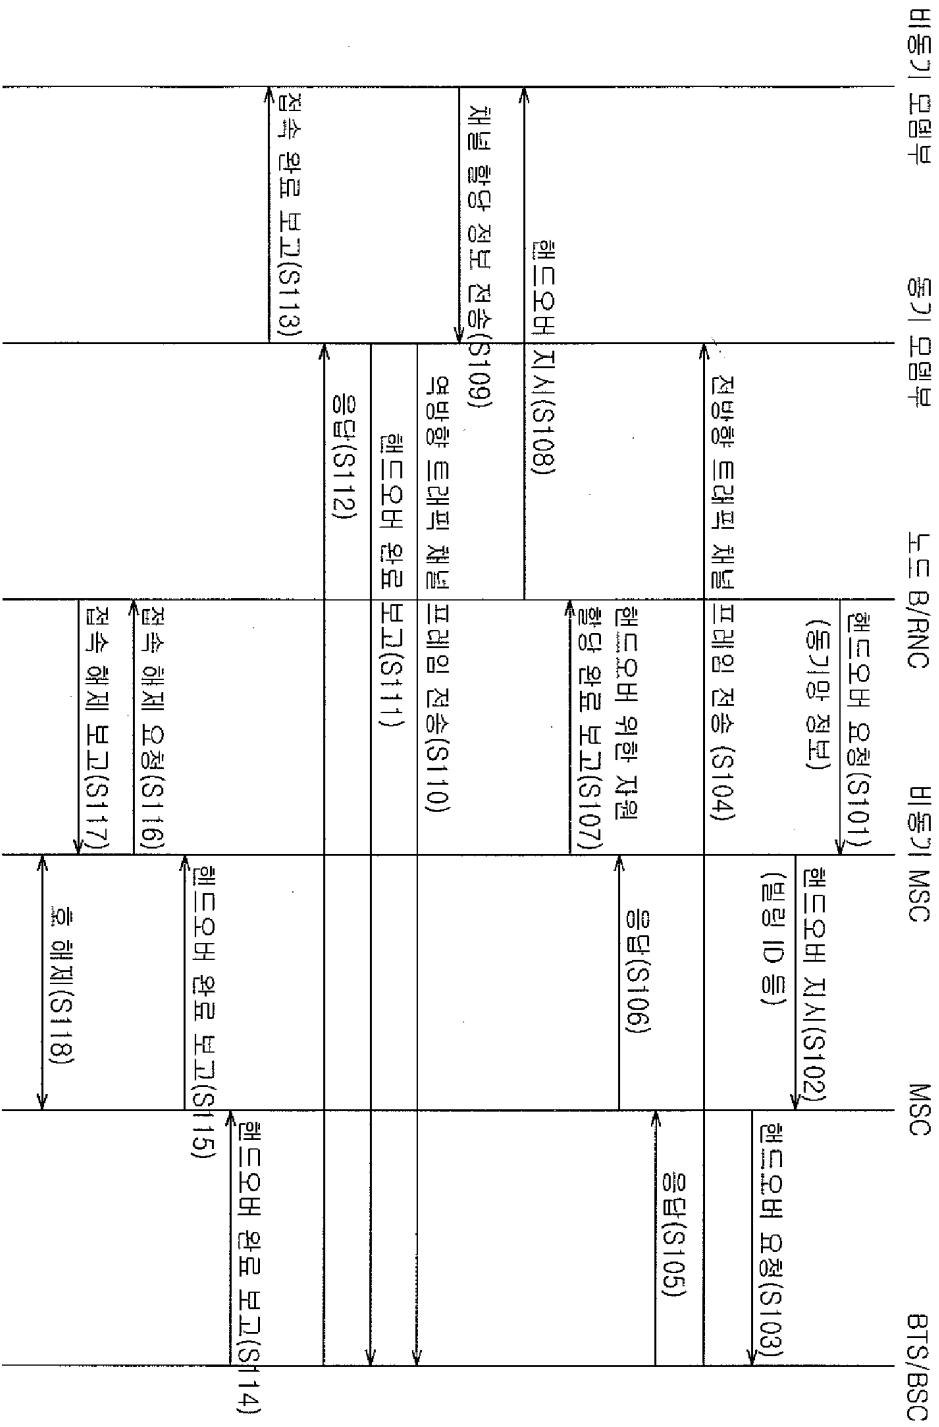 비동기 모뎀부
동기 모뎀부
노드 B/RNC
비동기 MSC
MSC
BTS/BSC
핸드오버 요청(S101)
(동기망 정보)
핸드오버 지시(S102)
(빌링 ID 등)
핸드오버 요청(S103)
전방향 트래픽 채널 프레임 전송 (S104)
응답(S105)
응답(S106)
핸드오버 위한 자원
할당 완료 보고(S107)
핸드오버 지시(S108)
채널 할당 정보 전송(S109)
역방향 트래픽 채널 프레임 전송(S110)
핸드오버 완료 보고(S111)
응답(S112)
접속 완료 보고(S113)
핸드오버 완료 보고(S114)
핸드오버 완료 보고(S115)
접속 해제 요청(S116)
접속 해제 보고(S117)
호 해제(S118)